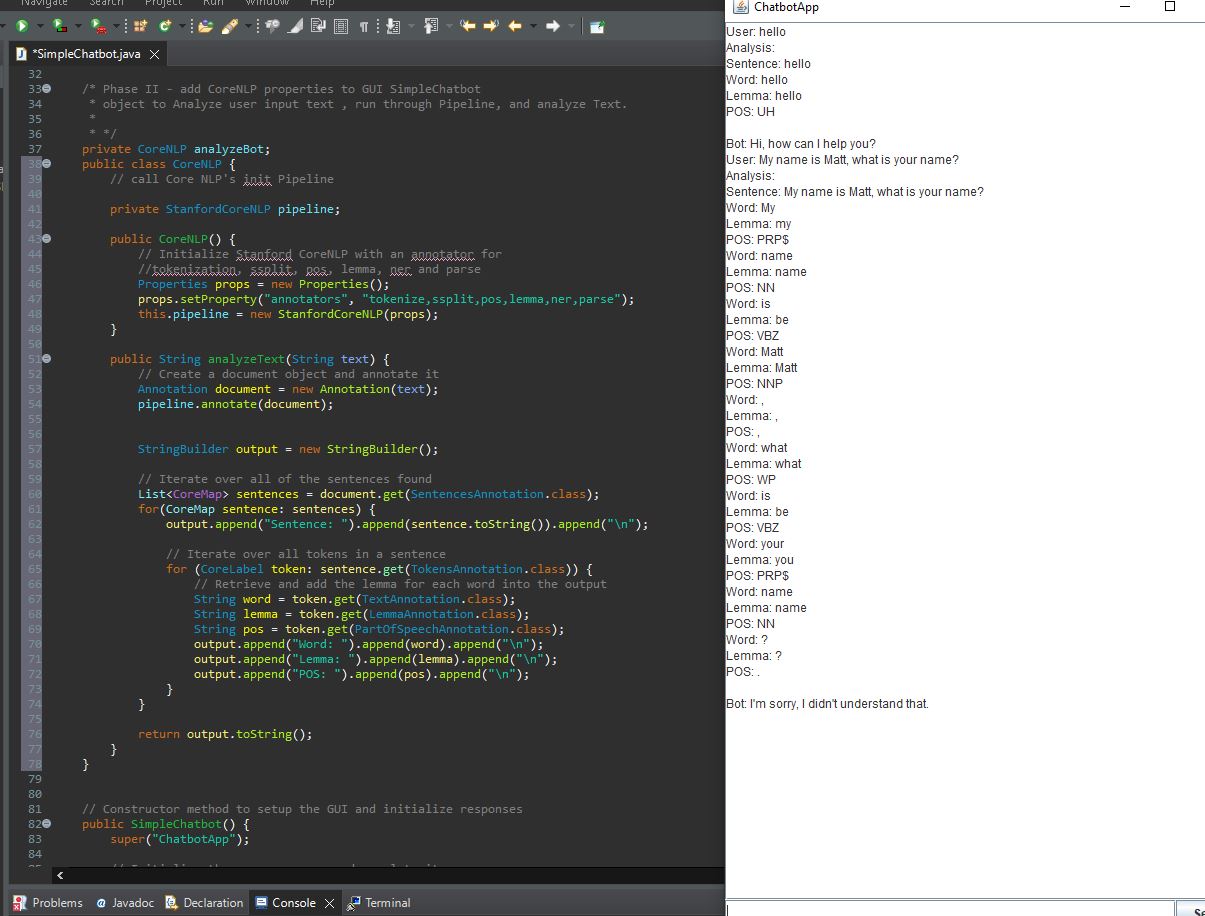 Navigate Search Project Run Window Help
*SimpleChatbot.java
32
33 /* Phase II - add CoreNLP properties to GUI SimpleChatbot
34 * object to Analyze user input text , run through Pipeline, and analyze Text.
35 *
36 * */
37 private CoreNLP analyzeBot;
38 public class CoreNLP {
39 // call Core NLP's init Pipeline
40
41 private StanfordCoreNLP pipeline;
42
43 public CoreNLP() {
44 // Initialize Stanford CoreNLP with an annotator for
45 //tokenization, ssplit, pos, lemma, ner and parse
46 Properties props = new Properties();
47 props.setProperty("annotators", "tokenize,ssplit,pos,lemma,ner,parse");
48 this.pipeline = new StanfordCoreNLP(props);
49 }
50
51 public String analyzeText(String text) {
52 // Create a document object and annotate it
53 Annotation document = new Annotation(text);
54 pipeline.annotate(document);
55
56
57 StringBuilder output = new StringBuilder();
58
59 // Iterate over all of the sentences found
60 List<CoreMap> sentences = document.get(SentencesAnnotation.class);
61 for(CoreMap sentence: sentences) {
62 output.append("Sentence: ").append(sentence.toString()).append("\n");
63
64 // Iterate over all tokens in a sentence
65 for (CoreLabel token: sentence.get(TokensAnnotation.class)) {
66 // Retrieve and add the lemma for each word into the output
67 String word = token.get(TextAnnotation.class);
68 String lemma = token.get(LemmaAnnotation.class);
69 String pos = token.get(PartOfSpeechAnnotation.class);
70 output.append("Word: ").append(word).append("\n");
71 output.append("Lemma: ").append(lemma).append("\n");
72 output.append("POS: ").append(pos).append("\n");
73 }
74 }
75
76 return output.toString();
77 }
78 }
79
80
81 // Constructor method to setup the GUI and initialize responses
82 public SimpleChatbot() {
83 super("ChatbotApp");
84
Problems Javadoc Declaration Console Terminal
ChatbotApp
User: hello
Analysis:
Sentence: hello
Word: hello
Lemma: hello
POS: UH
Bot: Hi, how can I help you?
User: My name is Matt, what is your name?
Analysis:
Sentence: My name is Matt, what is your name?
Word: My
Lemma: my
POS: PRP$
Word: name
Lemma: name
POS: NN
Word: is
Lemma: be
POS: VBZ
Word: Matt
Lemma: Matt
POS: NNP
Word: ,
Lemma: ,
POS: ,
Word: what
Lemma: what
POS: WP
Word: is
Lemma: be
POS: VBZ
Word: your
Lemma: you
POS: PRP$
Word: name
Lemma: name
POS: NN
Word: ?
Lemma: ?
POS: .
Bot: I'm sorry, I didn't understand that.